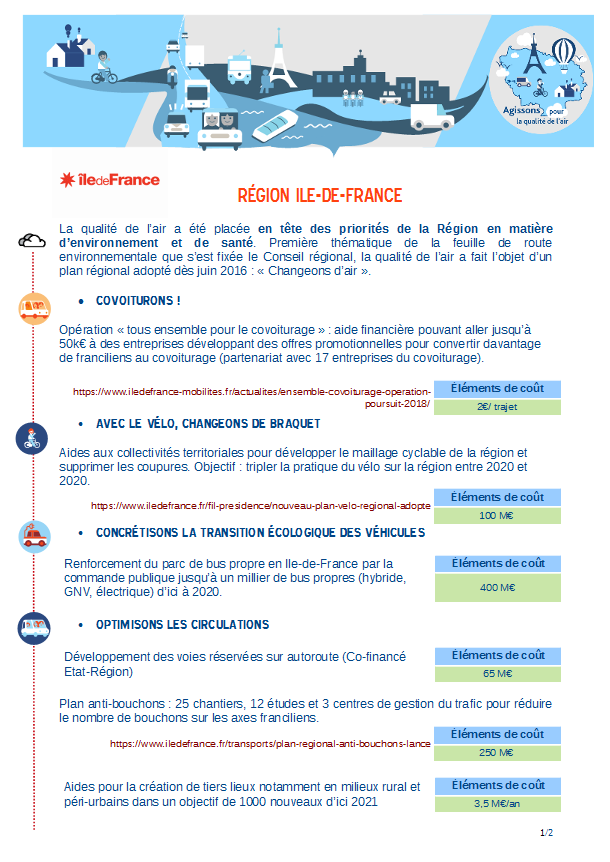 Agissons pour
la qualité de l'air
îledeFrance
RÉGION ILE-DE-FRANCE
La qualité de l'air a été placée en tête des priorités de la Région en matière
d'environnement et de santé. Première thématique de la feuille de route
environnementale que s'est fixée le Conseil régional, la qualité de l'air a fait l'objet d'un
plan régional adopté dès juin 2016 : « Changeons d'air ».
• COVOITURONS !
Opération « tous ensemble pour le covoiturage » : aide financière pouvant aller jusqu'à
50k€ à des entreprises développant des offres promotionnelles pour convertir davantage
de franciliens au covoiturage (partenariat avec 17 entreprises du covoiturage).
https://www.iledefrance-mobilites.fr/actualites/ensemble-covoiturage-operation-
poursuit-2018/
Éléments de coût
2€/ trajet
• AVEC LE VÉLO, CHANGEONS DE BRAQUET
Aides aux collectivités territoriales pour développer le maillage cyclable de la région et
supprimer les coupures. Objectif : tripler la pratique du vélo sur la région entre 2020 et
2020.
https://www.iledefrance.fr/fil-presidence/nouveau-plan-velo-regional-adopte
Éléments de coût
100 M€
• CONCRÉTISONS LA TRANSITION ÉCOLOGIQUE DES VÉHICULES
Renforcement du parc de bus propre en Ile-de-France par la
commande publique jusqu'à un millier de bus propres (hybride,
GNV, électrique) d'ici à 2020.
Éléments de coût
400 M€
• OPTIMISONS LES CIRCULATIONS
Développement des voies réservées sur autoroute (Co-financé
Etat-Région)
Éléments de coût
65 M€
Plan anti-bouchons : 25 chantiers, 12 études et 3 centres de gestion du trafic pour réduire
le nombre de bouchons sur les axes franciliens.
https://www.iledefrance.fr/transports/plan-regional-anti-bouchons-lance
Éléments de coût
250 M€
Aides pour la création de tiers lieux notamment en milieux rural et
péri-urbains dans un objectif de 1000 nouveaux d'ici 2021
Éléments de coût
3,5 M€/an
1/2